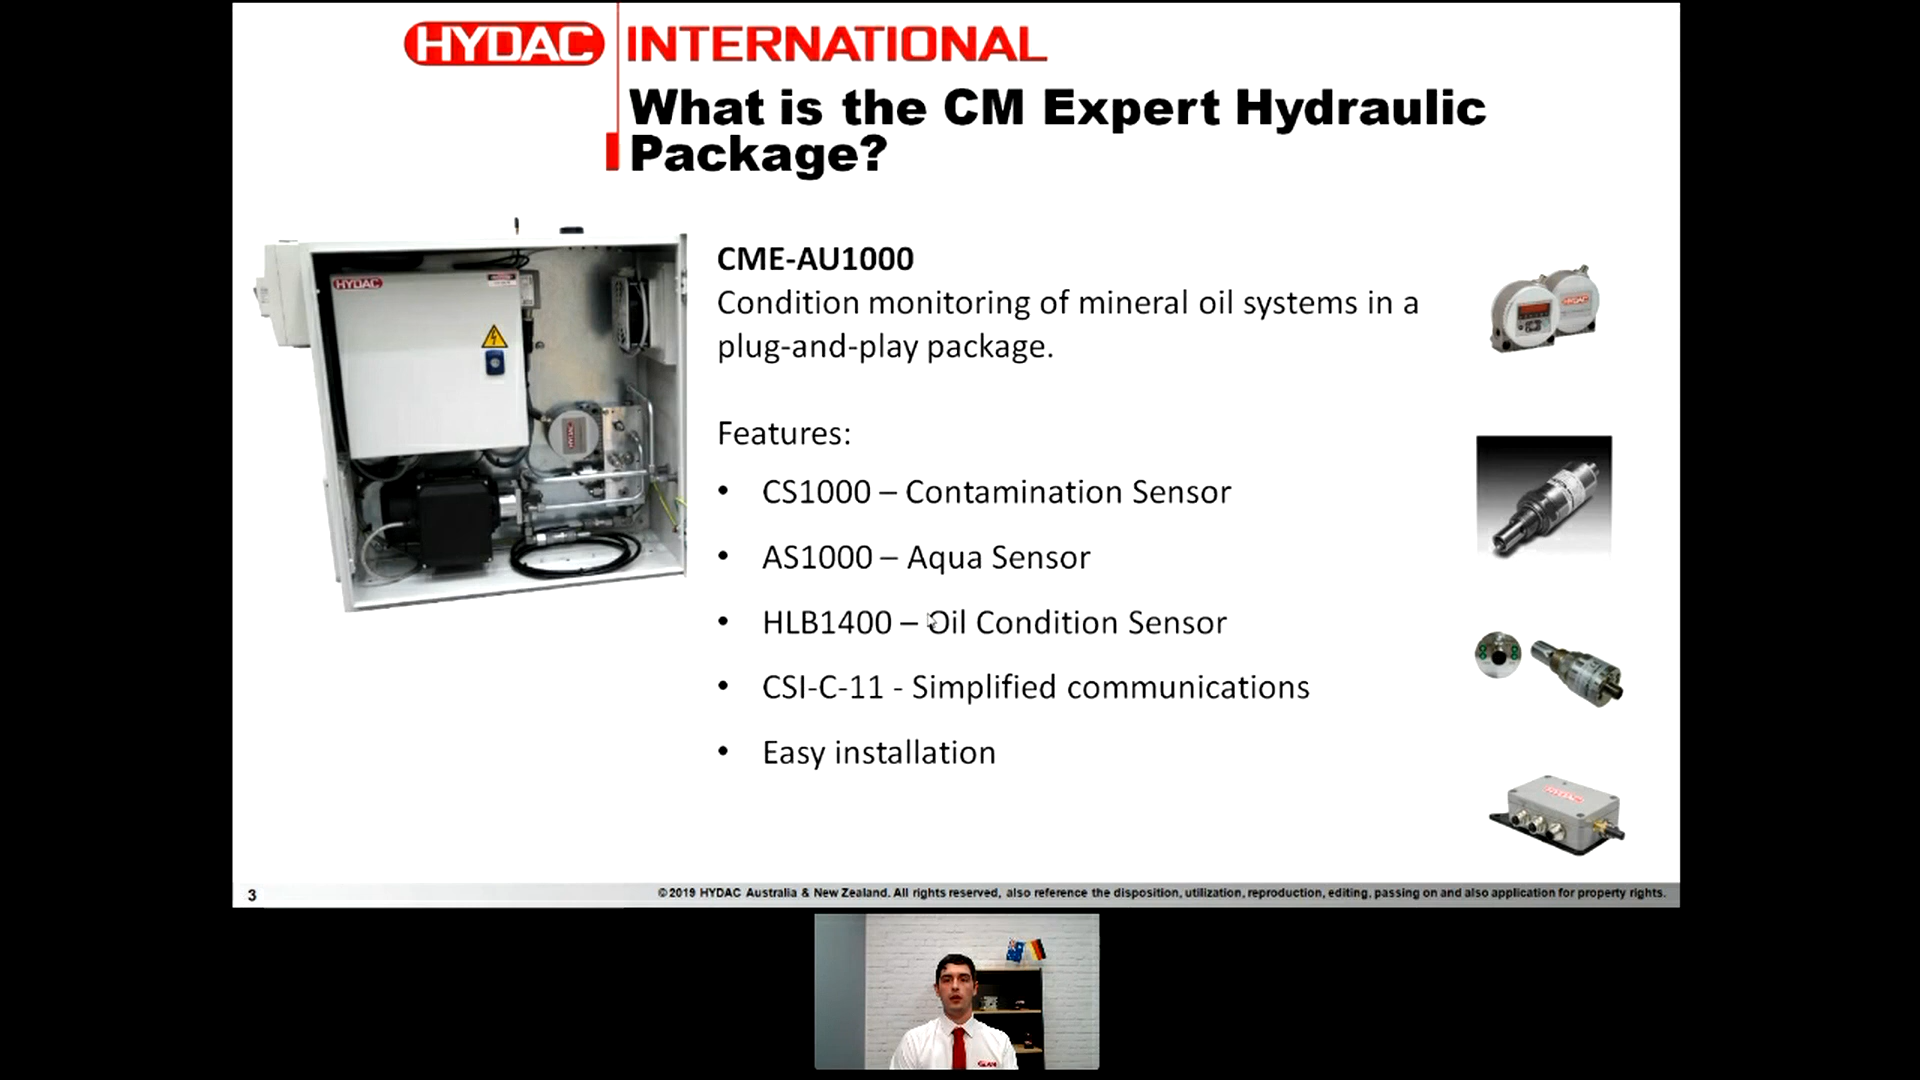 HYDAC INTERNATIONAL
What is the CM Expert Hydraulic
Package?
HYDAC
CME-AU1000
Condition monitoring of mineral oil systems in a
plug-and-play package.
Features:
• CS1000 – Contamination Sensor
• AS1000 – Aqua Sensor
• HLB1400 – Oil Condition Sensor
• CSI-C-11 - Simplified communications
• Easy installation
3
©2019 HYDAC Australia & New Zealand. All rights reserved, also reference the disposition, utilization, reproduction, editing, passing on and also application for property rights.